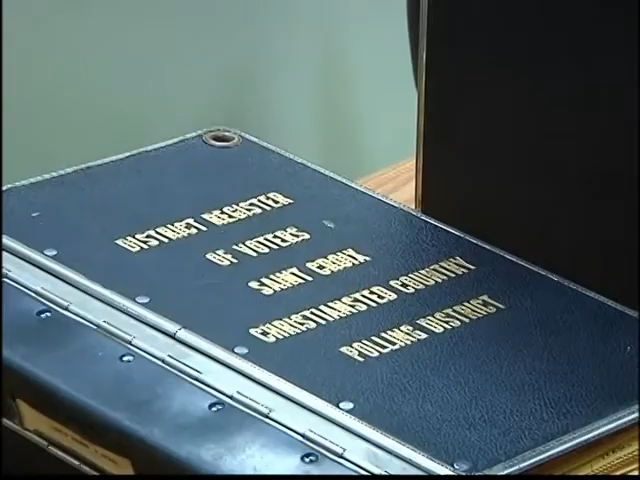 DISTRICT REGISTER
OF VOTERS
SAINT CROIX
CHRISTIANSTED COUNTRY
POLLING DISTRICT